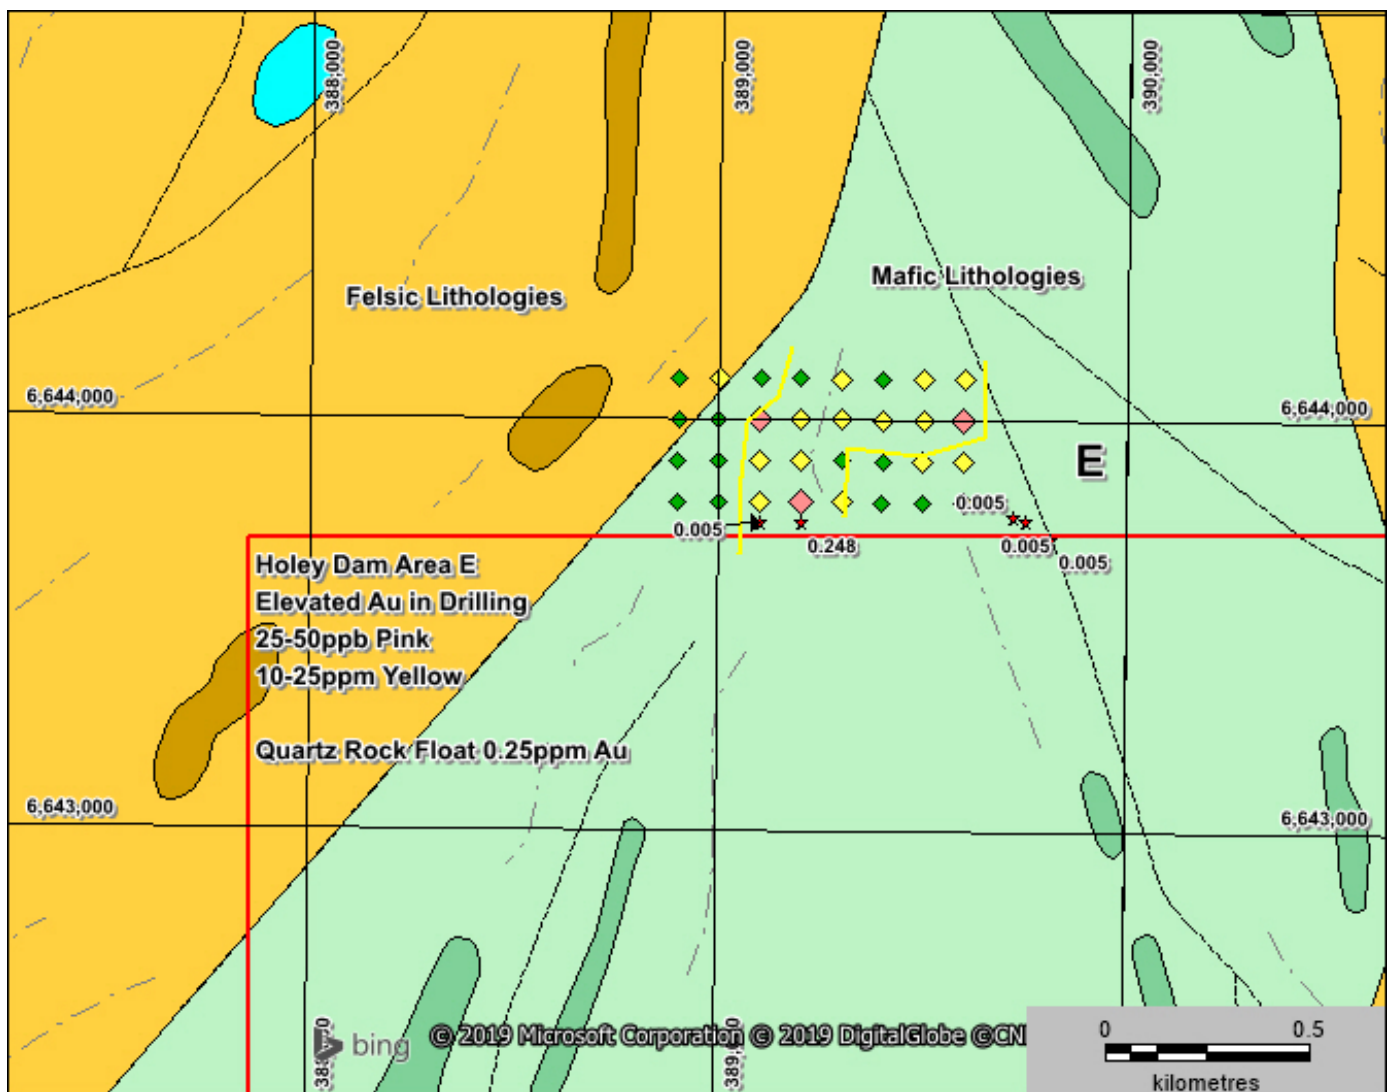 388,000
389,000
390,000
Felsic Lithologies
Mafic Lithologies
6,644,000
6,644,000
E
0.005
0.005
0.248
0.005
0.005
Holey Dam Area E
Elevated Au in Drilling
25-50ppb Pink
10-25ppm Yellow
Quartz Rock Float 0.25ppm Au
6,643,000
6,643,000
bing
© 2019 Microsoft Corporation © 2019 DigitalGlobe ©CN
0 0.5
kilometres